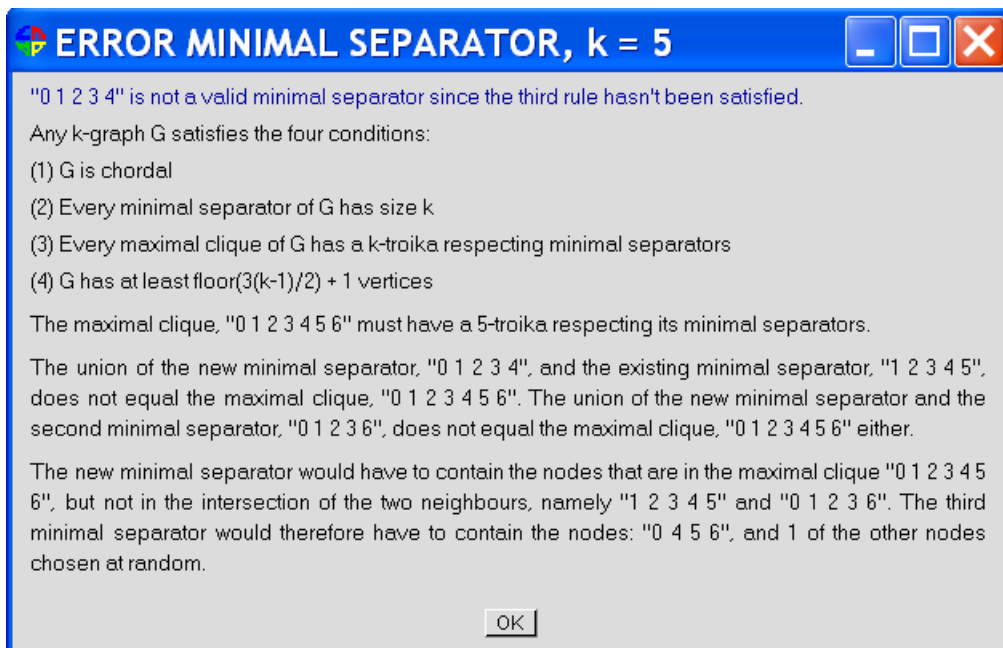 ERROR MINIMAL SEPARATOR, k = 5
"0 1 2 3 4" is not a valid minimal separator since the third rule hasn't been satisfied.
Any k-graph G satisfies the four conditions:
(1) G is chordal
(2) Every minimal separator of G has size k
(3) Every maximal clique of G has a k-troika respecting minimal separators
(4) G has at least floor(3(k-1)/2) + 1 vertices
The maximal clique, "0 1 2 3 4 5 6" must have a 5-troika respecting its minimal separators.
The union of the new minimal separator, "0 1 2 3 4", and the existing minimal separator, "1 2 3 4 5",
does not equal the maximal clique, "0 1 2 3 4 5 6". The union of the new minimal separator and the
second minimal separator, "0 1 2 3 6", does not equal the maximal clique, "0 1 2 3 4 5 6" either.
The new minimal separator would have to contain the nodes that are in the maximal clique "0 1 2 3 4 5
6", but not in the intersection of the two neighbours, namely "1 2 3 4 5" and "0 1 2 3 6". The third
minimal separator would therefore have to contain the nodes: "0 4 5 6", and 1 of the other nodes
chosen at random.
OK